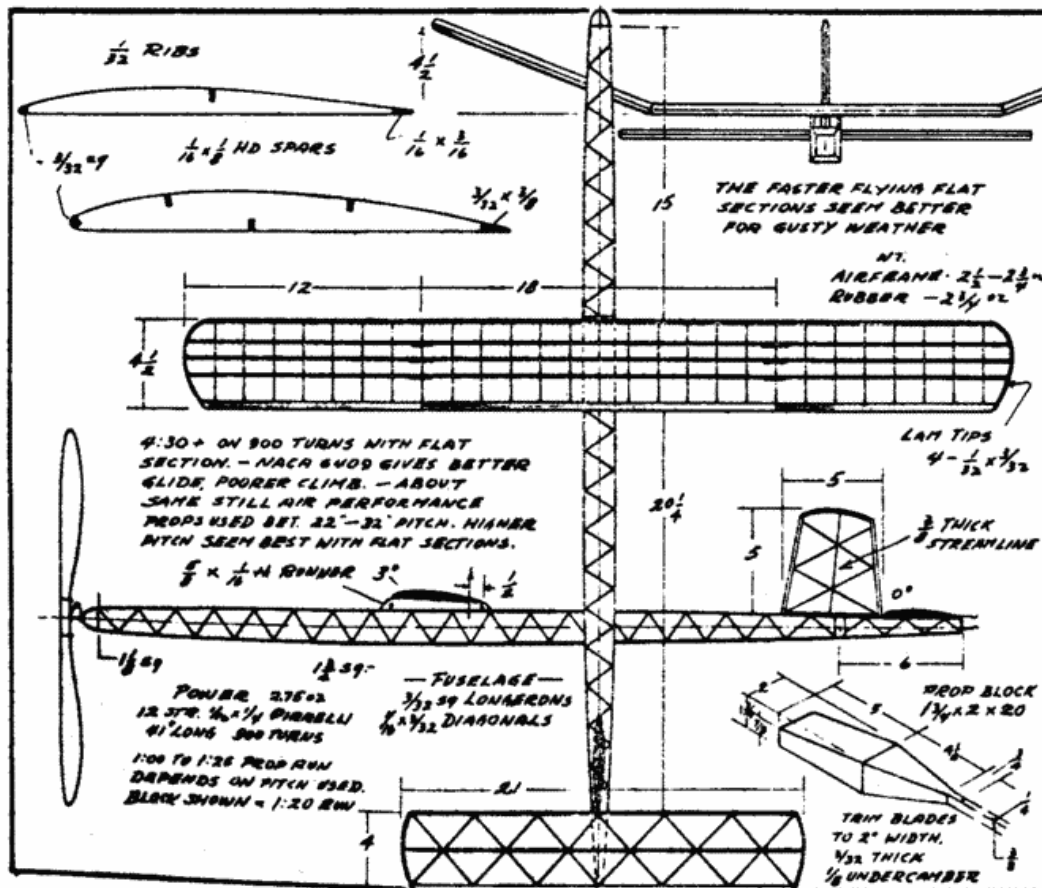 1/32 RIBS
4 1/2
3/32 SQ
1/16 x 1/8 HD SPARS
1/16 x 3/16
3/32 x 3/8
15
THE FASTER FLYING FLAT
SECTIONS SEEM BETTER
FOR GUSTY WEATHER
WT.
AIRFRAME - 2 1/2 - 2 3/4
RUBBER - 2 3/4 OZ
12
18
4 1/2
LAM TIPS
4 - 1/32 x 3/32
4:30 + ON 900 TURNS WITH FLAT
SECTION. - NACA 6409 GIVES BETTER
GLIDE, POORER CLIMB. - ABOUT
SAME STILL AIR PERFORMANCE
PROPS USED BET. 22" - 32" PITCH. HIGHER
PITCH SEEM BEST WITH FLAT SECTIONS.
20 1/4
5
5
3/8 THICK
STREAMLINE
RUNNER
3°
1/2
0°
1 1/8 SQ
SQ.
6
POWER 2.75 OZ
12 STR. x 1/4 PIRELLI
41" LONG 900 TURNS
1:00 TO 1:25 PROP RUN
DEPENDS ON PITCH USED.
BLOCK SHOWN = 1:20 RUN
- FUSELAGE -
3/32 SQ LONGERONS
DIAGONALS
PROP BLOCK
1 3/4 x 2 x 20
2
5
3/4
1/4
TRIM BLADES
TO 2" WIDTH,
3/32 THICK
1/8 UNDERCAMBER
21
4